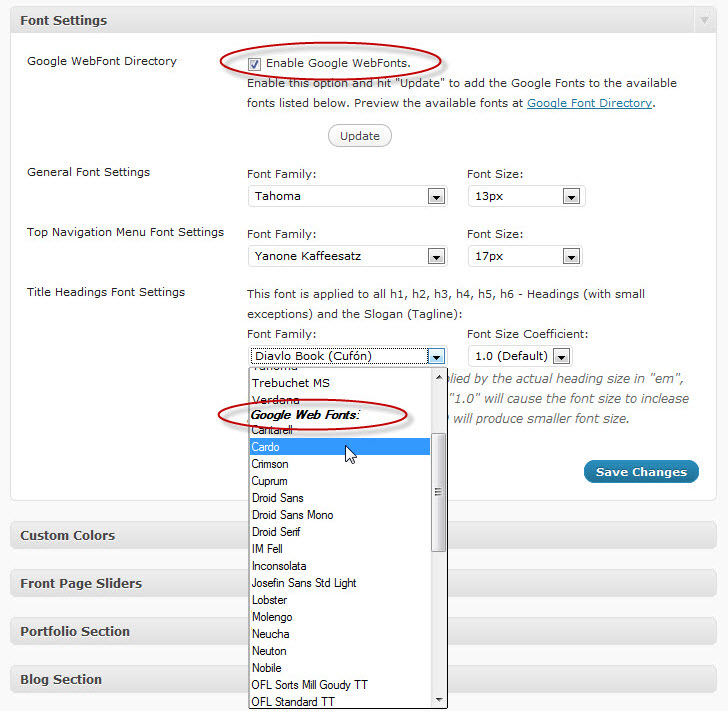 Font Settings
Google WebFont Directory
Enable Google WebFonts.
Enable this option and hit "Update" to add the Google Fonts to the available
fonts listed below. Preview the available fonts at Google Font Directory.
Update
General Font Settings
Font Family:
Font Size:
Tahoma
13px
Top Navigation Menu Font Settings
Font Family:
Font Size:
Yanone Kaffeesatz
17px
Title Headings Font Settings
This font is applied to all h1, h2, h3, h4, h5, h6 - Headings (with small
exceptions) and the Slogan (Tagline):
Font Family:
Font Size Coefficient:
Diavlo Book (Cufón)
1.0 (Default)
Tahoma
Trebuchet MS
Verdana
Google Web Fonts:
Cantarell
Cardo
Crimson
Cuprum
Droid Sans
Droid Sans Mono
Droid Serif
IM Fell
Inconsolata
Josefin Sans Std Light
Lobster
Molengo
Neucha
Neuton
Nobile
OFL Sorts Mill Goudy TT
OFL Standard TT
by the actual heading size in "em",
"1.0" will cause the font size to inclease
will produce smaller font size.
Save Changes
Custom Colors
Front Page Sliders
Portfolio Section
Blog Section